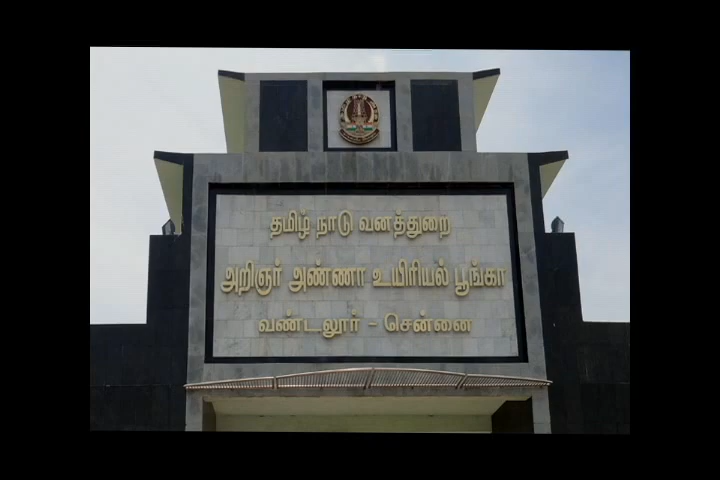 தமிழ் நாடு வனத்துறை
அறிஞர் அண்ணா உயிரியல் பூங்கா
வண்டலூர் - சென்னை